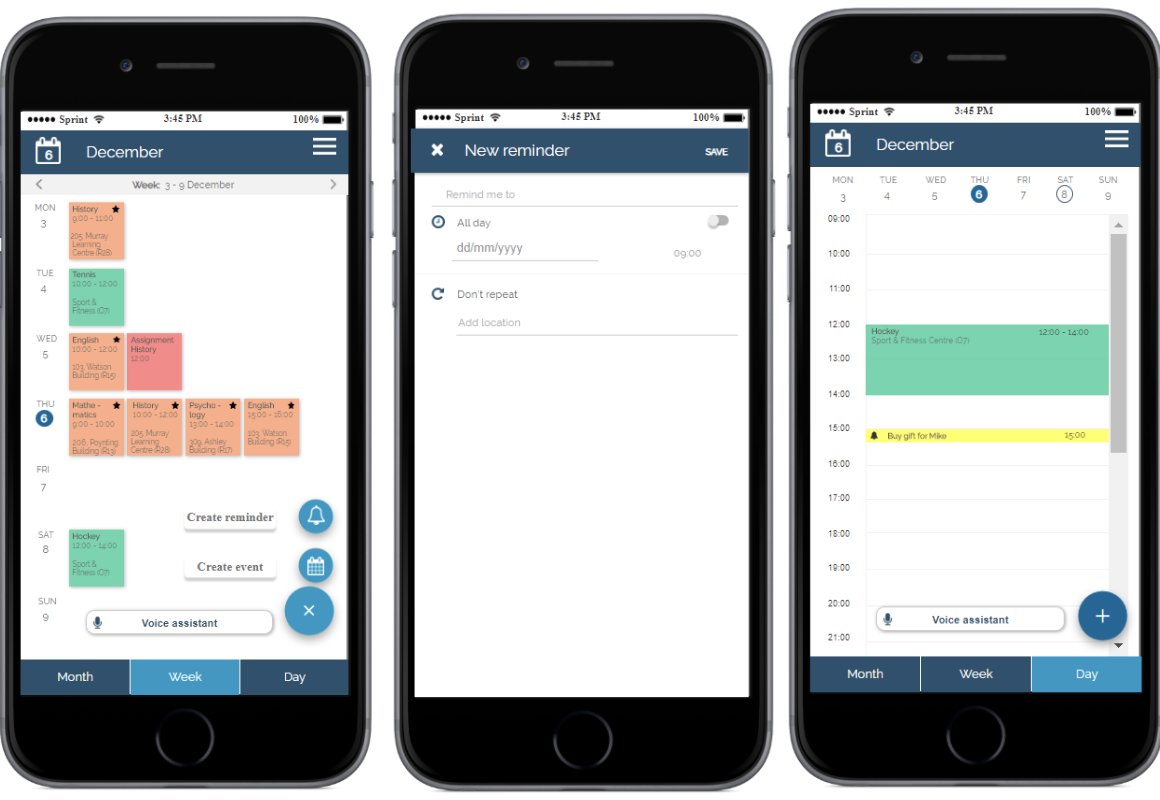 Sprint 3:45 PM 100%
6 December
Week: 3 - 9 December
MON
3
History
9:00 - 11:00
205, Murray
Learning
Centre (R28)
TUE
4
Tennis
10:00 - 12:00
Sport &
Fitness (O7)
WED
5
English
10:00 - 12:00
103, Watson
Building (R15)
Assignment
History
12:00
THU
6
Mathe -
matics
9:00 - 10:00
206, Poynting
Building (R13)
History
10:00 - 12:00
205, Murray
Learning
Centre (R28)
Psycho -
logy
13:00 - 14:00
309, Ashley
Building (R17)
English
15:00 - 16:00
103, Watson
Building (R15)
FRI
7
Create reminder
SAT
8
Hockey
12:00 - 14:00
Sport &
Fitness (O7)
Create event
SUN
9
Voice assistant
Month Week Day
Sprint 3:45 PM 100%
New reminder SAVE
Remind me to
All day
dd/mm/yyyy
09:00
Don't repeat
Add location
Sprint 3:45 PM 100%
6 December
MON TUE WED THU FRI SAT SUN
3 4 5 6 7 8 9
09:00
10:00
11:00
12:00
Hockey 12:00 - 14:00
Sport & Fitness Centre (O7)
13:00
14:00
15:00
Buy gift for Mike 15:00
16:00
17:00
18:00
19:00
20:00
Voice assistant
21:00
Month Week Day